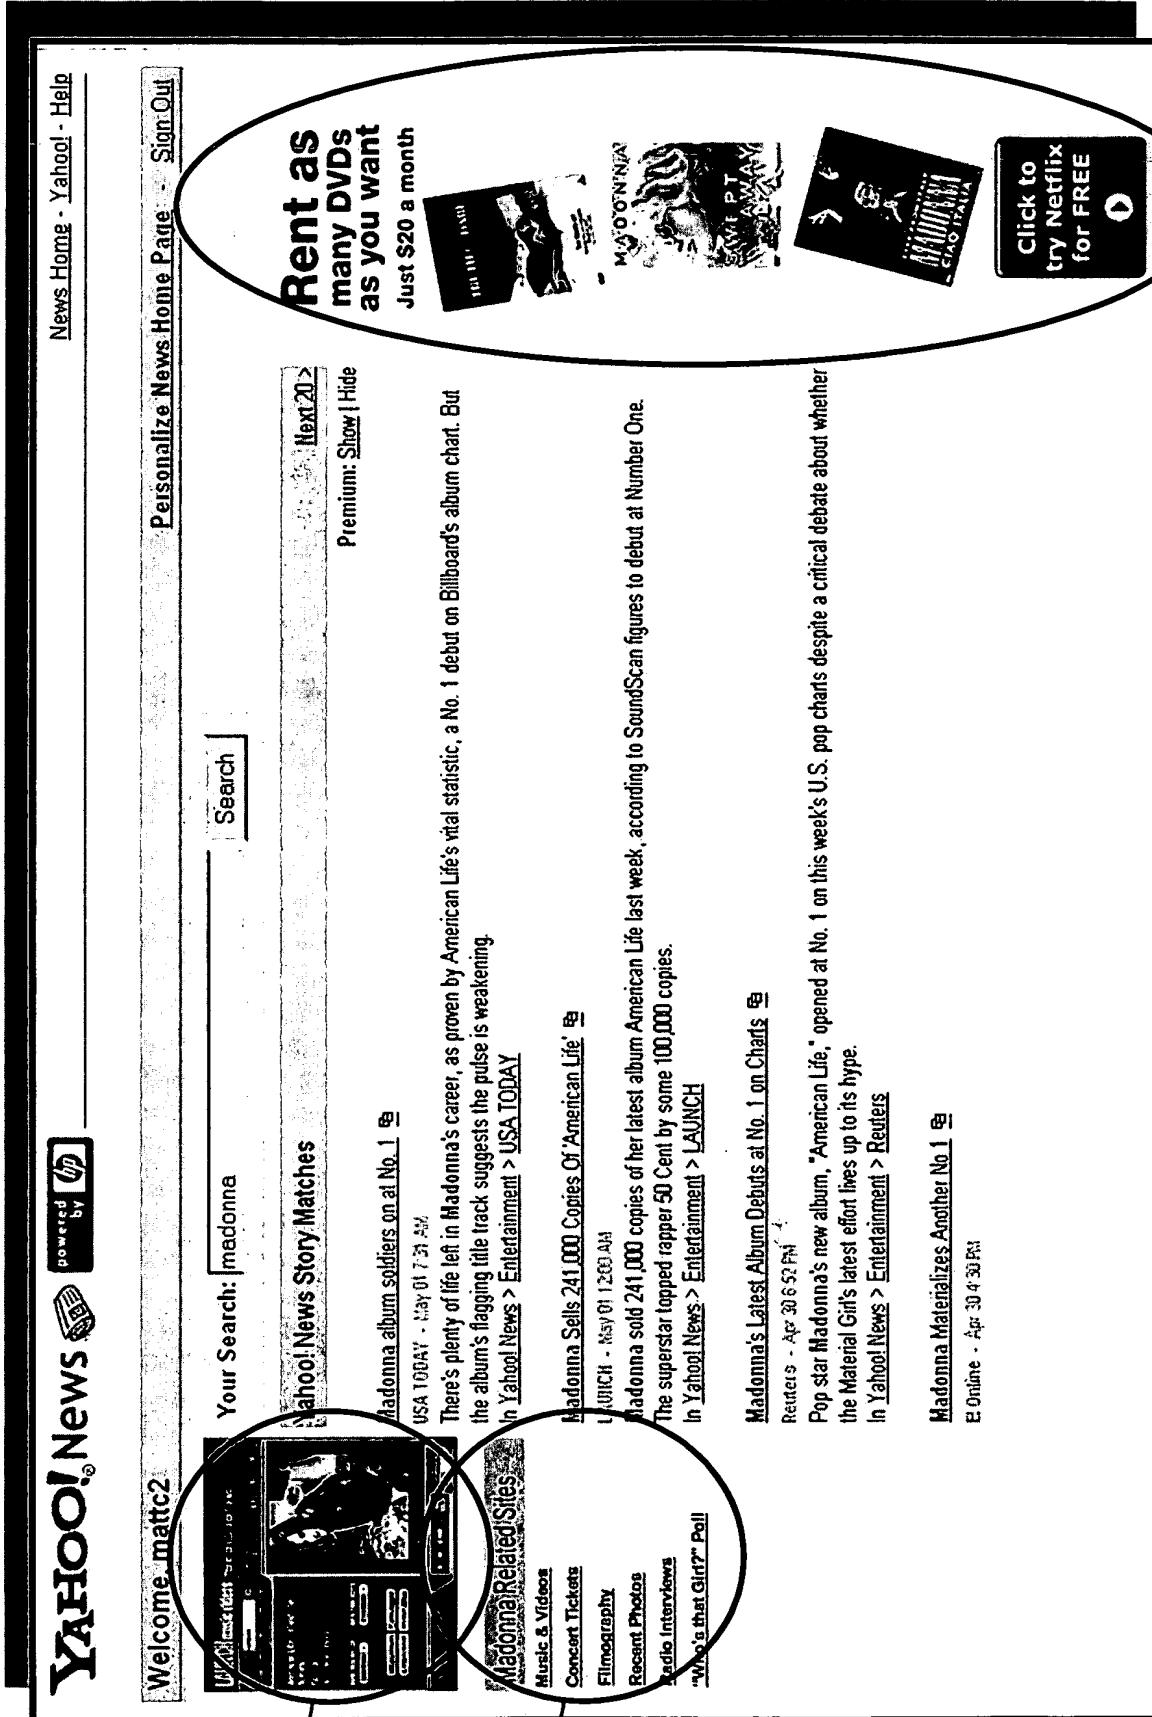 YAHOO!® News powered by hp
News Home - Yahoo! - Help
Welcome, mattc2
Personalize News Home Page - Sign Out
Your Search: madonna Search
Yahoo! News Story Matches
Next 20 >
Premium: Show | Hide
Madonna album soldiers on at No. 1
USA TODAY - May 01 7:31 AM
There's plenty of life left in Madonna's career, as proven by American Life's vital statistic, a No. 1 debut on Billboard's album chart. But
the album's flagging title track suggests the pulse is weakening.
In Yahoo! News > Entertainment > USA TODAY
Madonna Sells 241,000 Copies Of 'American Life'
LAUNCH - May 01 12:00 AM
Madonna sold 241,000 copies of her latest album American Life last week, according to SoundScan figures to debut at Number One.
The superstar topped rapper 50 Cent by some 100,000 copies.
In Yahoo! News > Entertainment > LAUNCH
Madonna's Latest Album Debuts at No. 1 on Charts
Reuters - Apr 30 6:52 PM
Pop star Madonna's new album, "American Life," opened at No. 1 on this week's U.S. pop charts despite a critical debate about whether
the Material Girl's latest effort lives up to its hype.
In Yahoo! News > Entertainment > Reuters
Madonna Materializes Another No 1
E! Online - Apr 30 4:30 PM
Madonna Related Sites
Music & Videos
Concert Tickets
Filmography
Recent Photos
Radio Interviews
"Who's that Girl?" Poll
Rent as
many DVDs
as you want
Just $20 a month
MADONNA
SWEPT
AWAY
MADONNA
CIAO ITALIA
Click to
try Netflix
for FREE